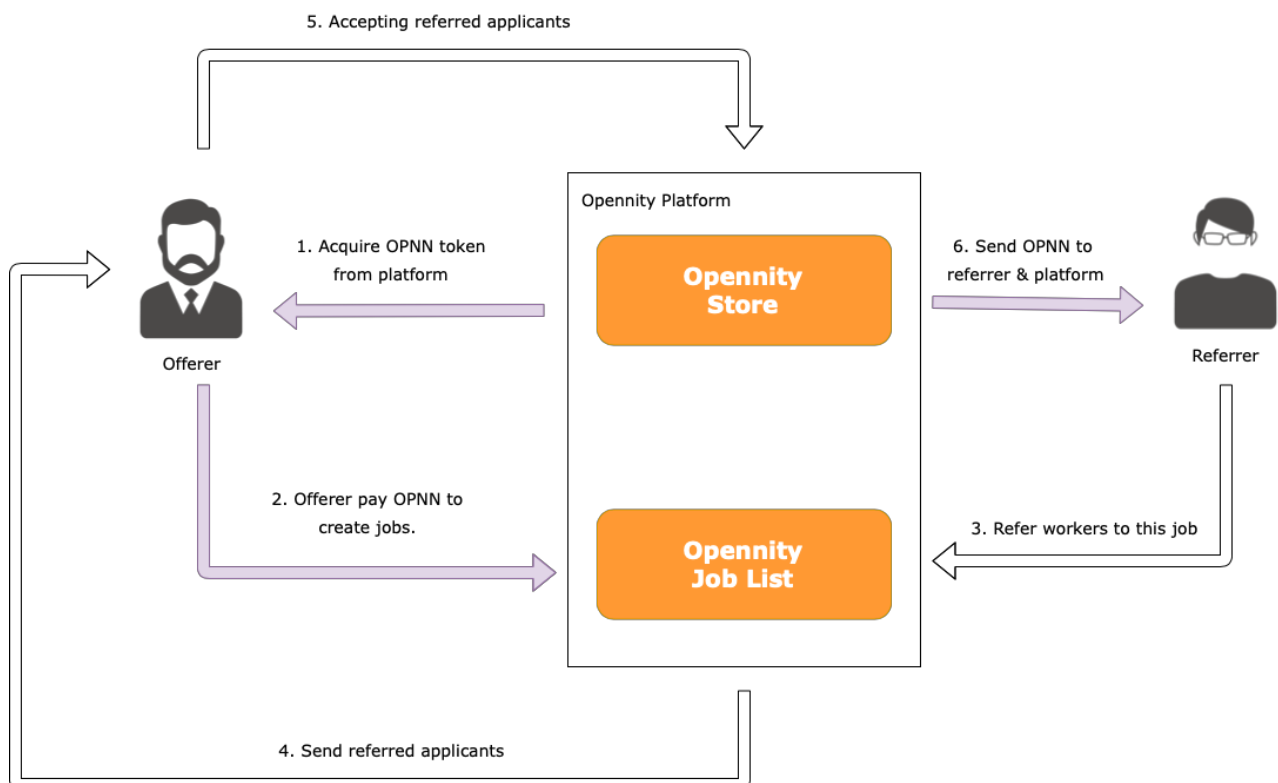 5. Accepting referred applicants
Opennity Platform
1. Acquire OPNN token
from platform
Opennity
Store
6. Send OPNN to
referrer & platform
Offerer
Referrer
2. Offerer pay OPNN to
create jobs.
Opennity
Job List
3. Refer workers to this job
4. Send referred applicants